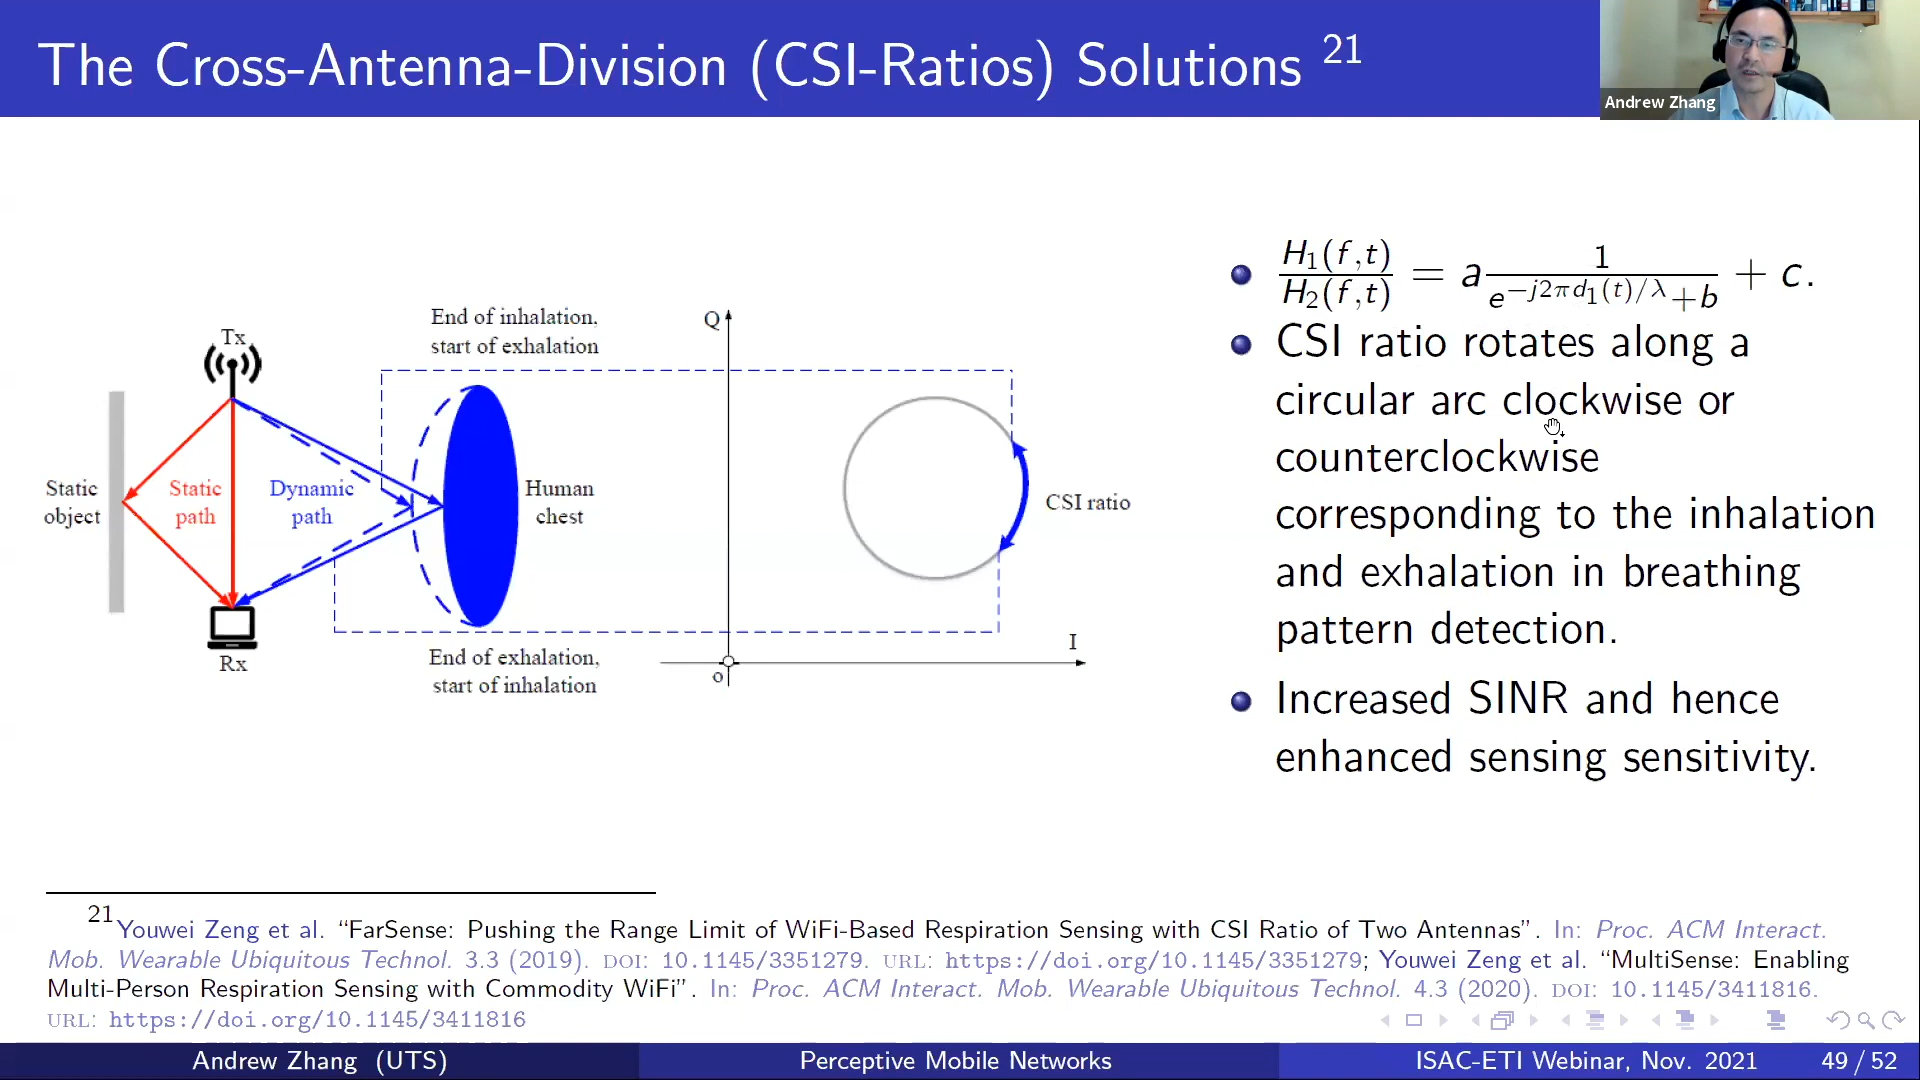 The Cross-Antenna-Division (CSI-Ratios) Solutions 21
Andrew Zhang
H1(f,t)/H2(f,t) = a 1/(e^{-j2πd1(t)/λ}+b) + c.
CSI ratio rotates along a
circular arc clockwise or
counterclockwise
corresponding to the inhalation
and exhalation in breathing
pattern detection.
Increased SINR and hence
enhanced sensing sensitivity.
End of inhalation,
start of exhalation
Q
Tx
Static
object
Static
path
Dynamic
path
Human
chest
CSI ratio
I
o
Rx
End of exhalation,
start of inhalation
21 Youwei Zeng et al. “FarSense: Pushing the Range Limit of WiFi-Based Respiration Sensing with CSI Ratio of Two Antennas”. In: Proc. ACM Interact.
Mob. Wearable Ubiquitous Technol. 3.3 (2019). DOI: 10.1145/3351279. URL: https://doi.org/10.1145/3351279; Youwei Zeng et al. “MultiSense: Enabling
Multi-Person Respiration Sensing with Commodity WiFi”. In: Proc. ACM Interact. Mob. Wearable Ubiquitous Technol. 4.3 (2020). DOI: 10.1145/3411816.
URL: https://doi.org/10.1145/3411816
Andrew Zhang (UTS)
Perceptive Mobile Networks
ISAC-ETI Webinar, Nov. 2021
49 / 52